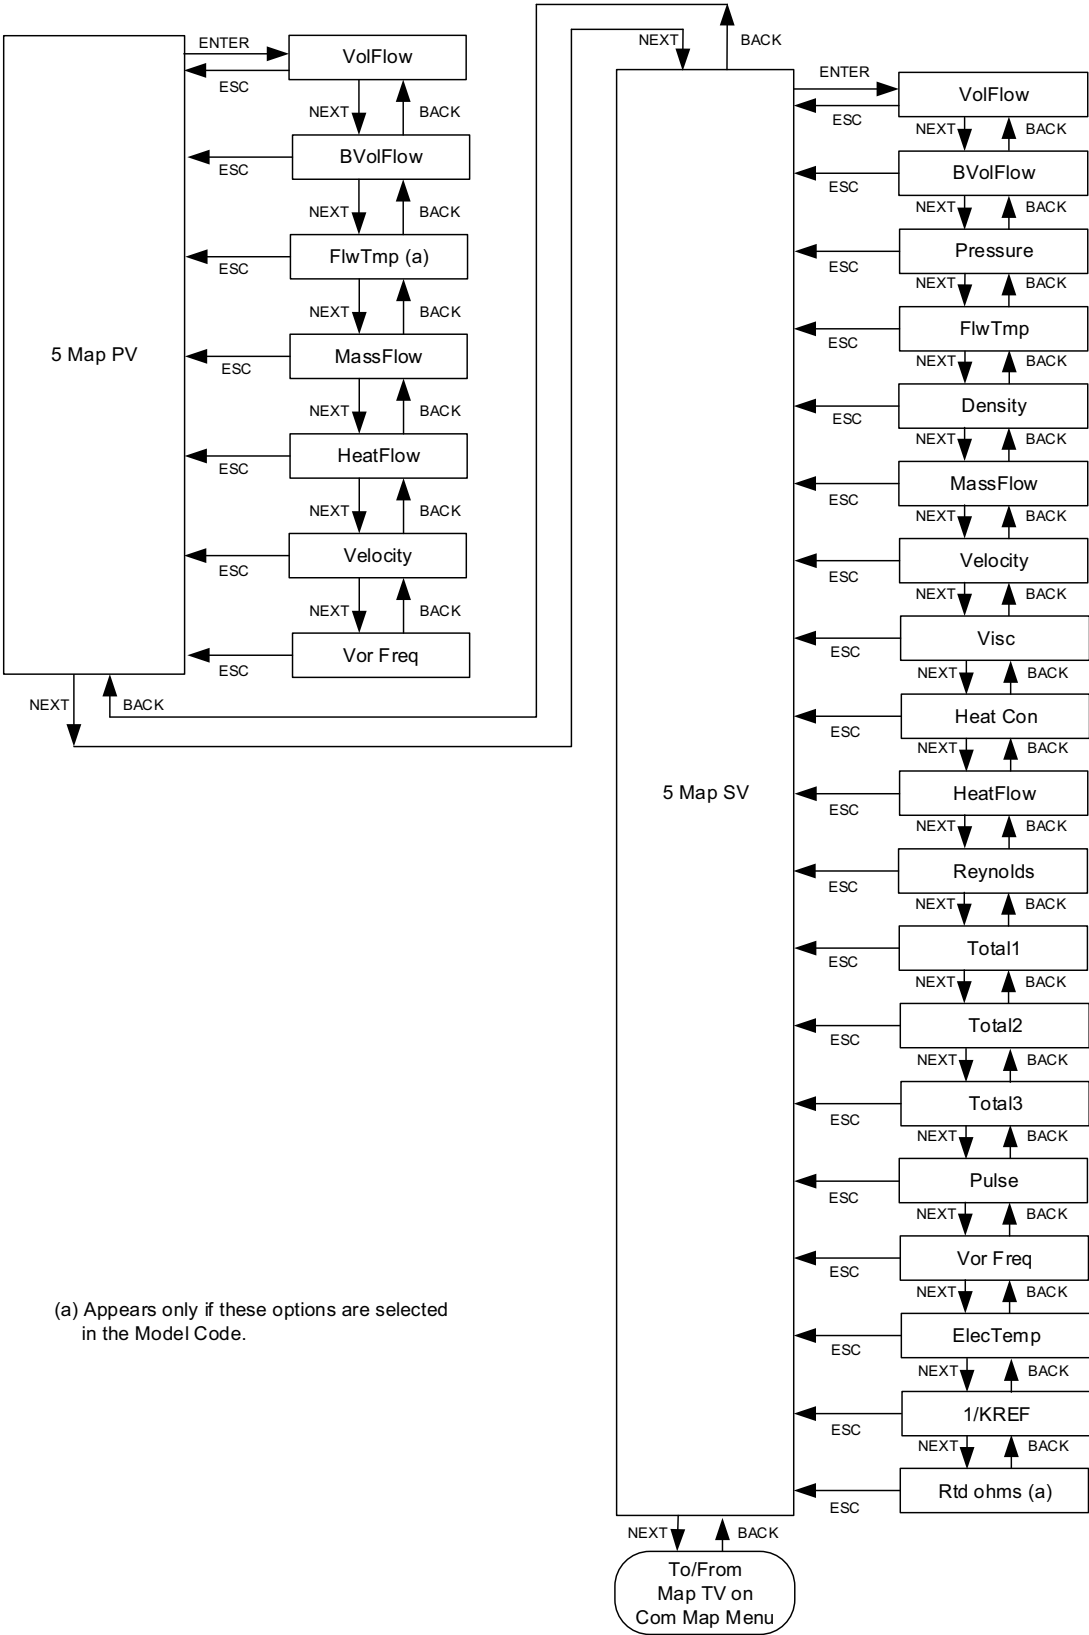 5 Map PV
ENTER
ESC
VolFlow
NEXT
BACK
ESC
BVolFlow
NEXT
BACK
ESC
FlwTmp (a)
NEXT
BACK
ESC
MassFlow
NEXT
BACK
ESC
HeatFlow
NEXT
BACK
ESC
Velocity
NEXT
BACK
ESC
Vor Freq
NEXT
BACK
NEXT
BACK
5 Map SV
ENTER
ESC
VolFlow
NEXT
BACK
ESC
BVolFlow
NEXT
BACK
ESC
Pressure
NEXT
BACK
ESC
FlwTmp
NEXT
BACK
ESC
Density
NEXT
BACK
ESC
MassFlow
NEXT
BACK
ESC
Velocity
NEXT
BACK
ESC
Visc
NEXT
BACK
ESC
Heat Con
NEXT
BACK
ESC
HeatFlow
NEXT
BACK
ESC
Reynolds
NEXT
BACK
ESC
Total1
NEXT
BACK
ESC
Total2
NEXT
BACK
ESC
Total3
NEXT
BACK
ESC
Pulse
NEXT
BACK
ESC
Vor Freq
NEXT
BACK
ESC
ElecTemp
NEXT
BACK
ESC
1/KREF
NEXT
BACK
ESC
Rtd ohms (a)
NEXT
BACK
To/From
Map TV on
Com Map Menu
(a) Appears only if these options are selected
in the Model Code.